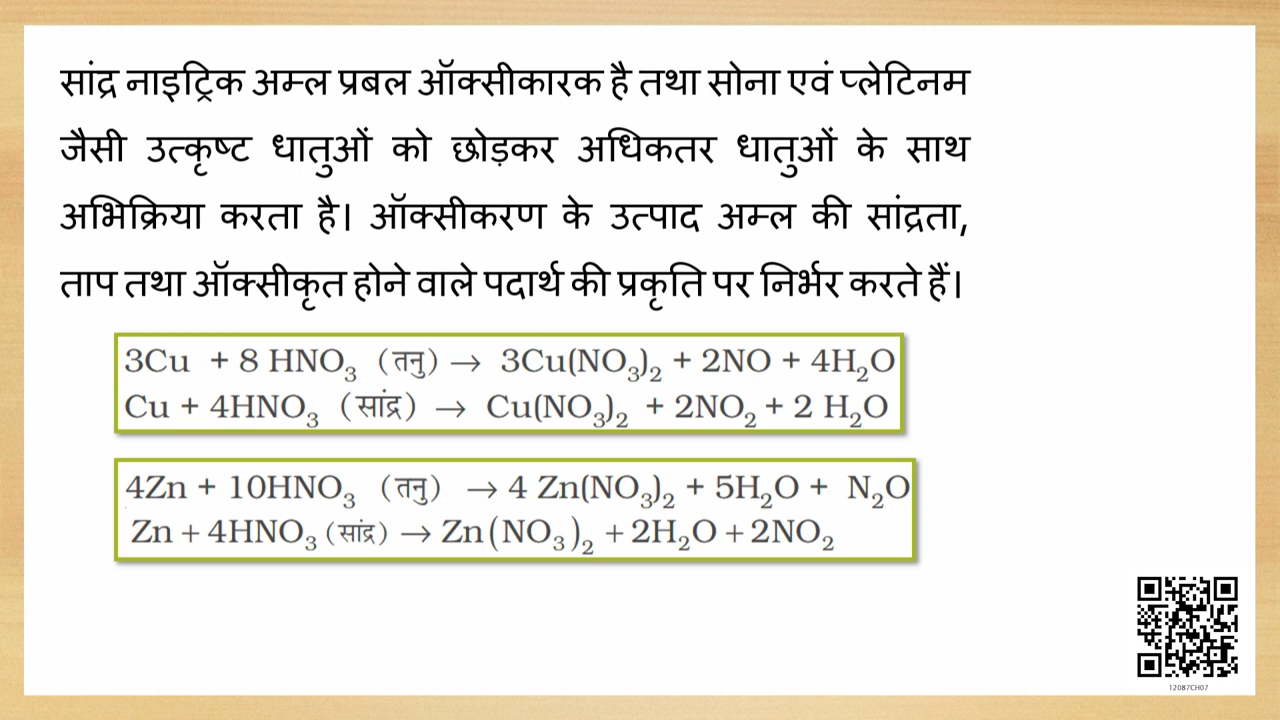 सांद्र नाइट्रिक अम्ल प्रबल ऑक्सीकारक है तथा सोना एवं प्लेटिनम
जैसी उत्कृष्ट धातुओं को छोड़कर अधिकतर धातुओं के साथ
अभिक्रिया करता है। ऑक्सीकरण के उत्पाद अम्ल की सांद्रता,
ताप तथा ऑक्सीकृत होने वाले पदार्थ की प्रकृति पर निर्भर करते हैं।
3Cu + 8 HNO₃ (तनु) → 3Cu(NO₃)₂ + 2NO + 4H₂O
Cu + 4HNO₃ (सांद्र) → Cu(NO₃)₂ + 2NO₂ + 2 H₂O
4Zn + 10HNO₃ (तनु) → 4 Zn(NO₃)₂ + 5H₂O + N₂O
Zn + 4HNO₃ (सांद्र) → Zn(NO₃)₂ + 2H₂O + 2NO₂
12087CH07